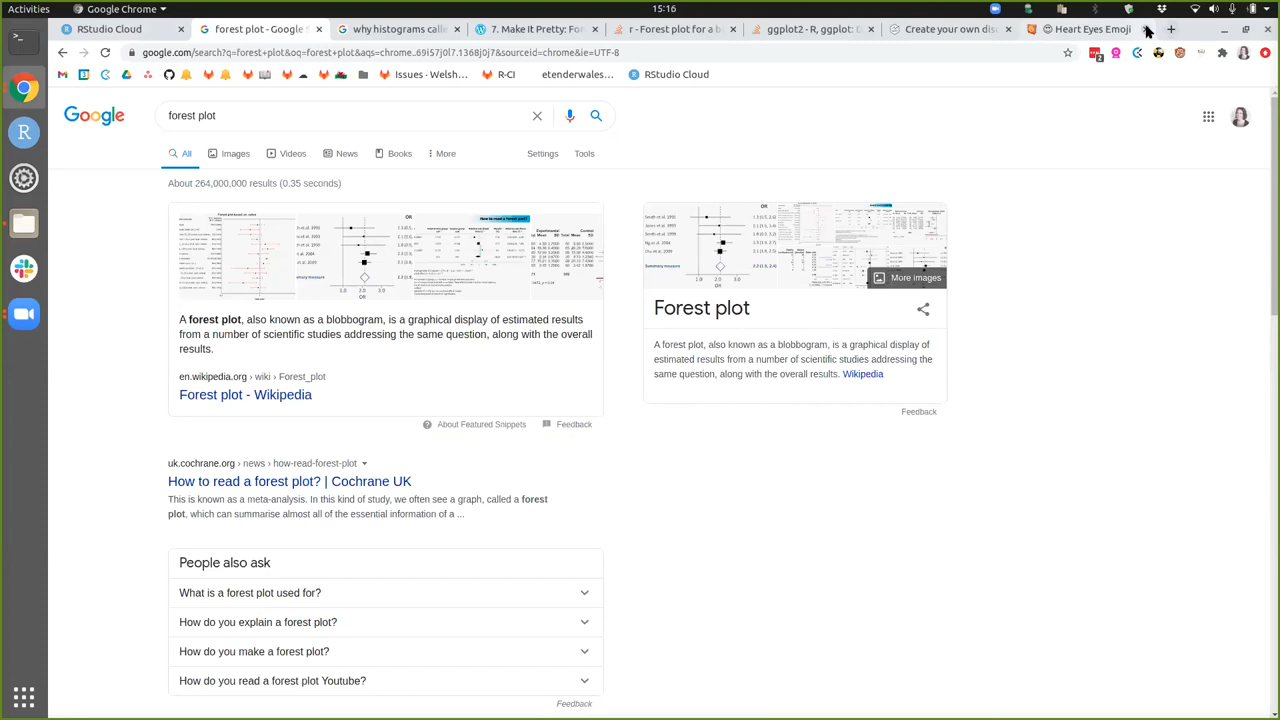 Activities
Google Chrome
15:16
RStudio Cloud
forest plot - Google S
why histograms called
7. Make It Pretty: For
r - Forest plot for a b
ggplot2 - R, ggplot:
Create your own disc
Heart Eyes Emoji
google.com/search?q=forest+plot&oq=forest+plot&aqs=chrome..69i57j0l7.1368j0j7&sourceid=chrome&ie=UTF-8
2
Issues · Welsh…
R-CI
etenderwales…
RStudio Cloud
Google
forest plot
All
Images
Videos
News
Books
More
Settings
Tools
About 264,000,000 results (0.35 seconds)
How to read a forest plot?
More images
A forest plot, also known as a blobbogram, is a graphical display of estimated results
from a number of scientific studies addressing the same question, along with the overall
results.
en.wikipedia.org › wiki › Forest_plot
Forest plot - Wikipedia
About Featured Snippets
Feedback
Forest plot
A forest plot, also known as a blobbogram, is a graphical display of
estimated results from a number of scientific studies addressing the
same question, along with the overall results. Wikipedia
Feedback
uk.cochrane.org › news › how-read-forest-plot
How to read a forest plot? | Cochrane UK
This is known as a meta-analysis. In this kind of study, we often see a graph, called a forest
plot, which can summarise almost all of the essential information of a ...
People also ask
What is a forest plot used for?
How do you explain a forest plot?
How do you make a forest plot?
How do you read a forest plot Youtube?
Feedback